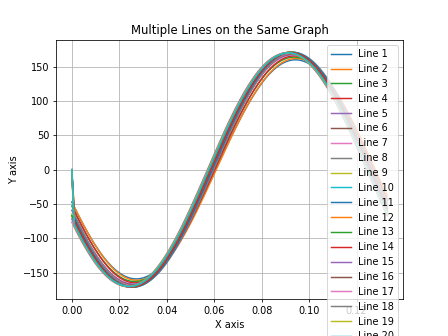 Multiple Lines on the Same Graph
Y axis
150
100
50
0
−50
−100
−150
0.00
0.02
0.04
0.06
0.08
0.10
X axis
Line 1
Line 2
Line 3
Line 4
Line 5
Line 6
Line 7
Line 8
Line 9
Line 10
Line 11
Line 12
Line 13
Line 14
Line 15
Line 16
Line 17
Line 18
Line 19
Line 20